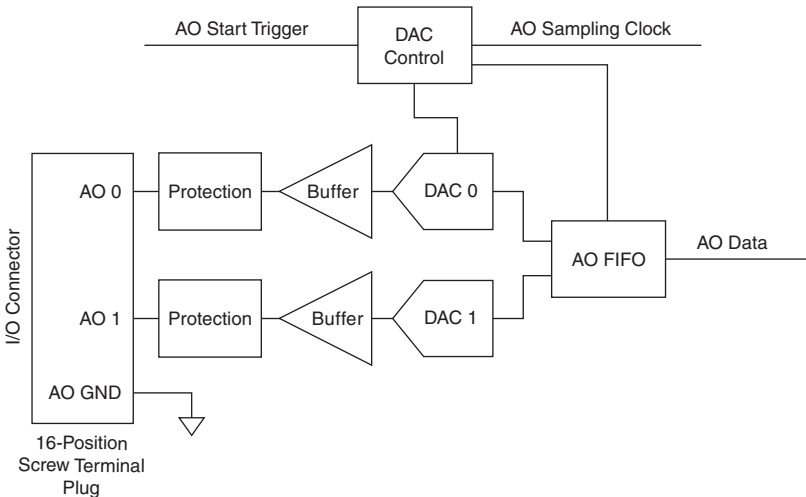 AO Start Trigger
DAC
Control
AO Sampling Clock
I/O Connector
AO 0
Protection
Buffer
DAC 0
AO FIFO
AO Data
AO 1
Protection
Buffer
DAC 1
AO GND
16-Position
Screw Terminal
Plug